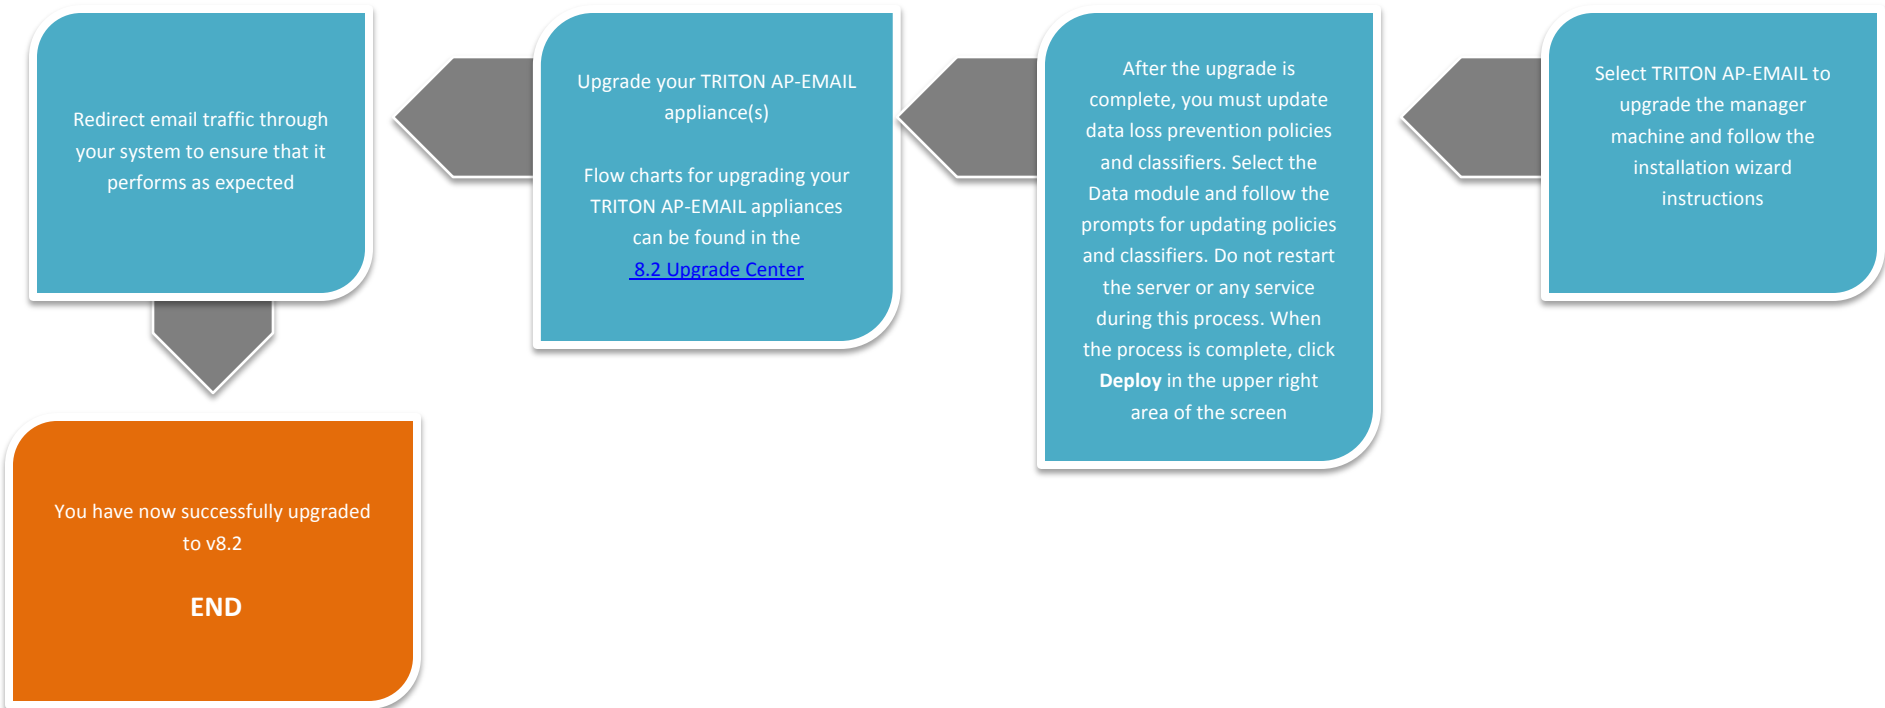 Redirect email traffic through
your system to ensure that it
performs as expected
Upgrade your TRITON AP-EMAIL
appliance(s)
Flow charts for upgrading your
TRITON AP-EMAIL appliances
can be found in the
8.2 Upgrade Center
After the upgrade is
complete, you must update
data loss prevention policies
and classifiers. Select the
Data module and follow the
prompts for updating policies
and classifiers. Do not restart
the server or any service
during this process. When
the process is complete, click
Deploy in the upper right
area of the screen
Select TRITON AP-EMAIL to
upgrade the manager
machine and follow the
installation wizard
instructions
You have now successfully upgraded
to v8.2
END